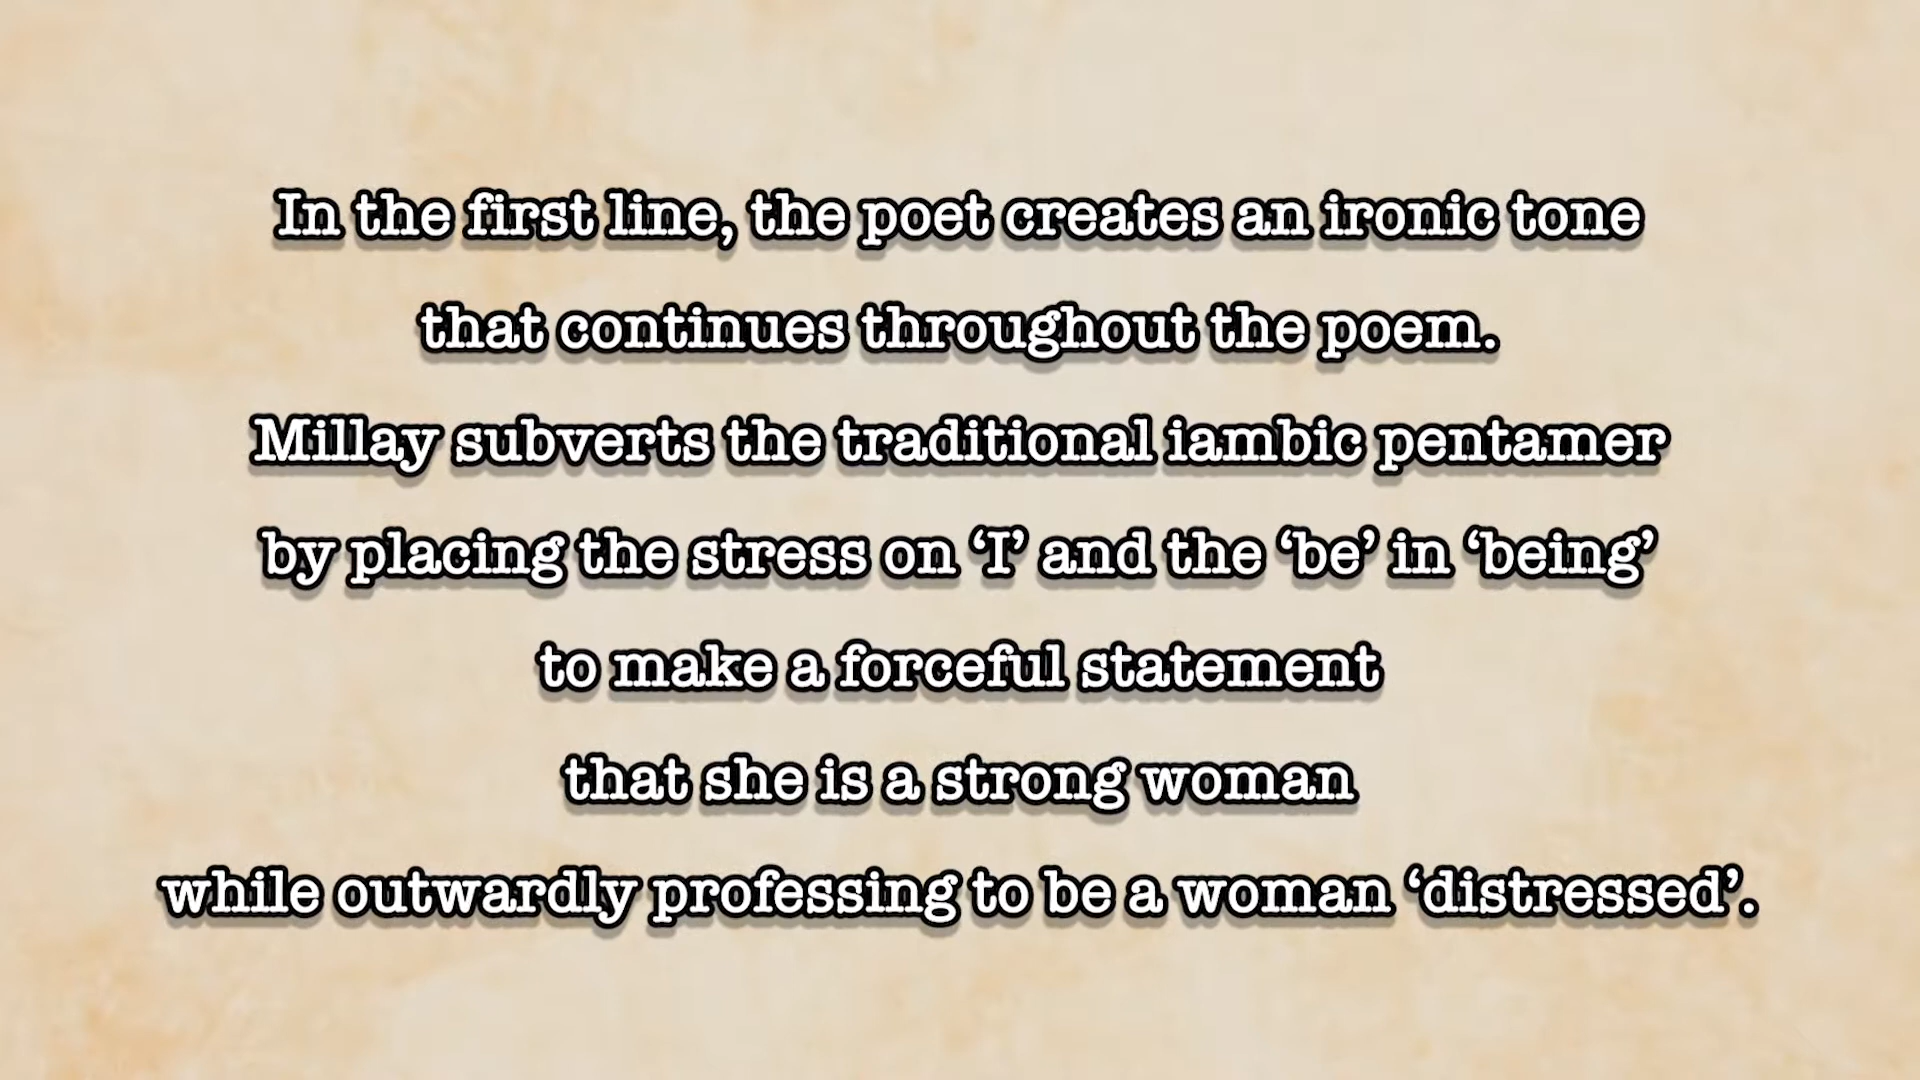 In the first line, the poet creates an ironic tone
that continues throughout the poem.
Millay subverts the traditional iambic pentamer
by placing the stress on ‘I’ and the ‘be’ in ‘being’
to make a forceful statement
that she is a strong woman
while outwardly professing to be a woman ‘distressed’.